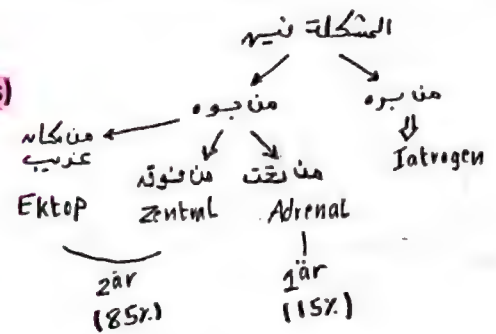 المشكلة فين
s)
من بره
من جوه
من مكان
غريب
Iatrogen
من فوق
من تحت
Ektop
Zentral
Adrenal
2är
(85%)
1är
(15%)